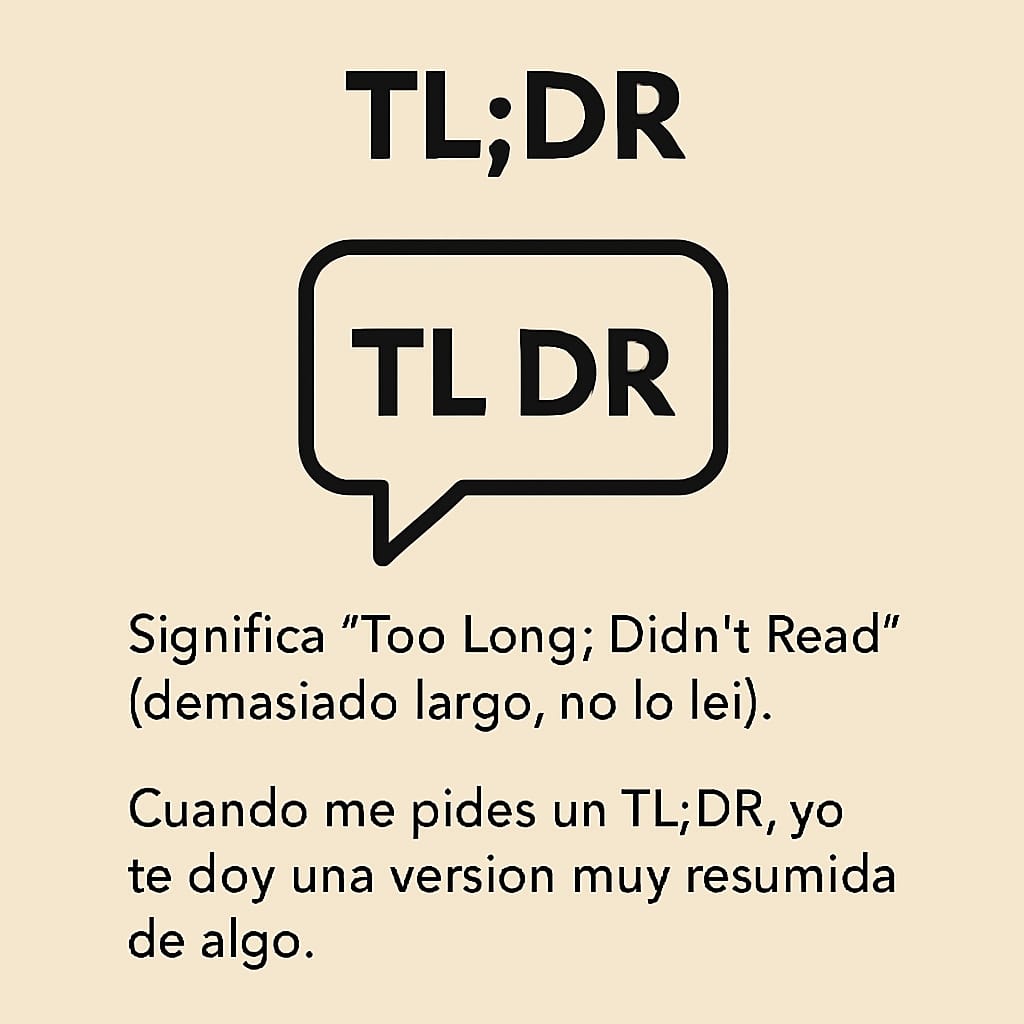 TL;DR
TL DR
Significa “Too Long; Didn't Read”
(demasiado largo, no lo lei).
Cuando me pides un TL;DR, yo
te doy una version muy resumida
de algo.